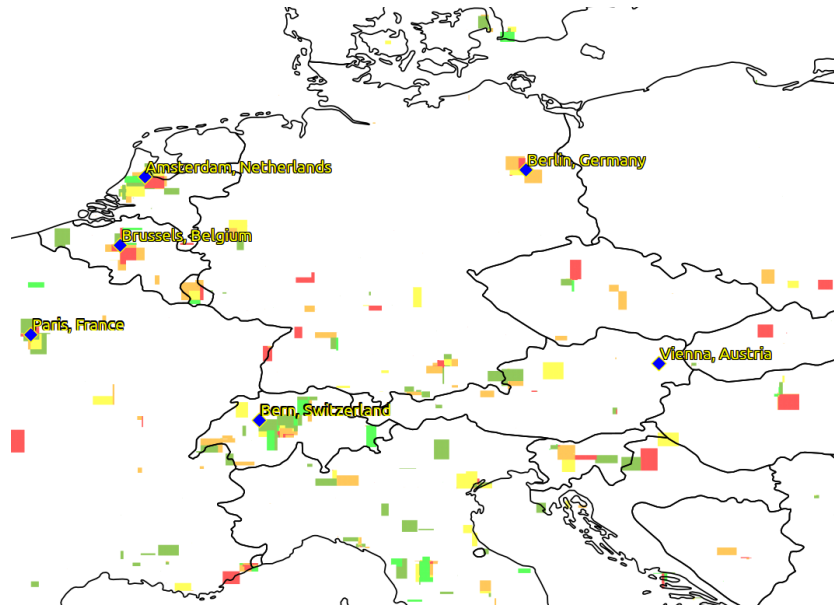 Amsterdam, Netherlands
Berlin, Germany
Brussels, Belgium
Paris, France
Vienna, Austria
Bern, Switzerland